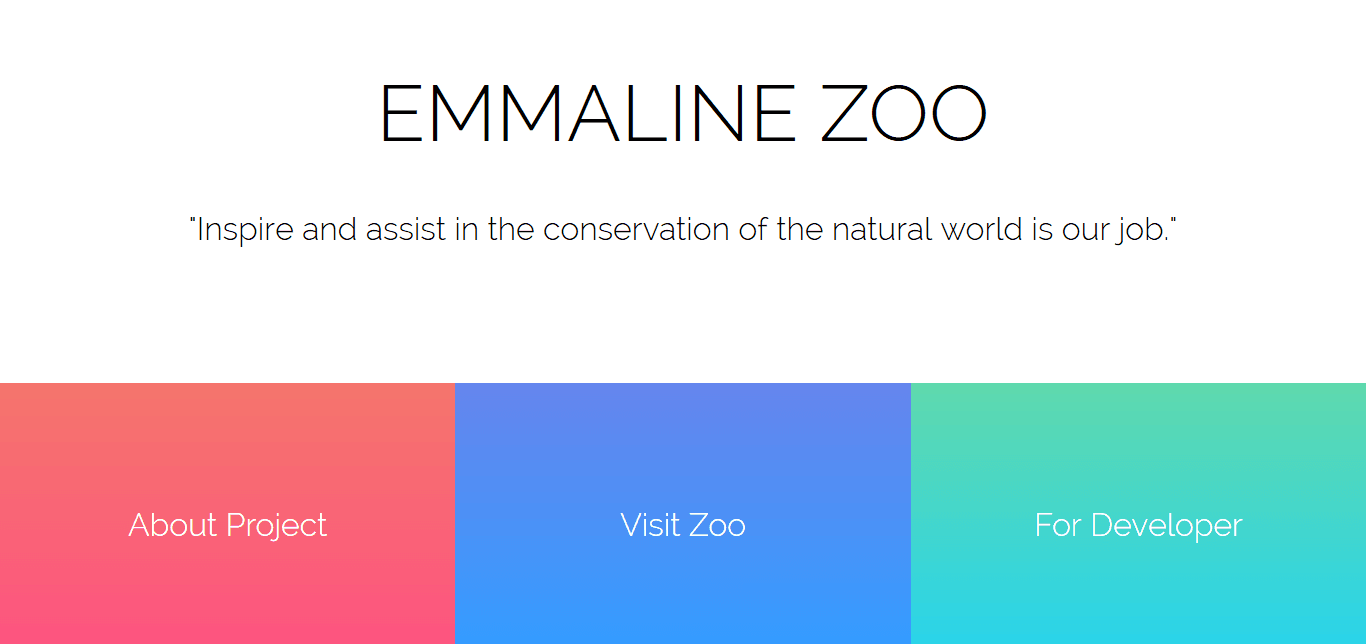 EMMALINE ZOO
"Inspire and assist in the conservation of the natural world is our job."
About Project
Visit Zoo
For Developer